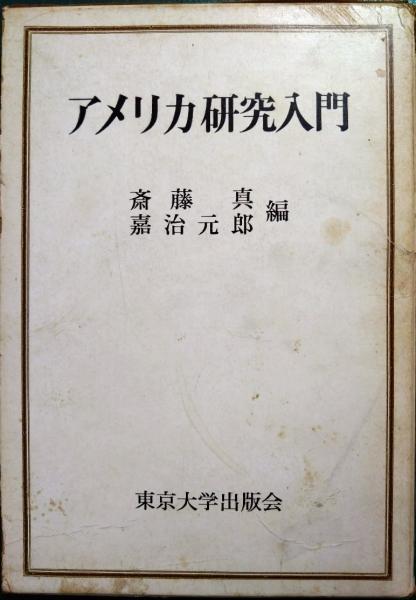 アメリカ研究入門
斎藤真
嘉治元郎 編
東京大学出版会